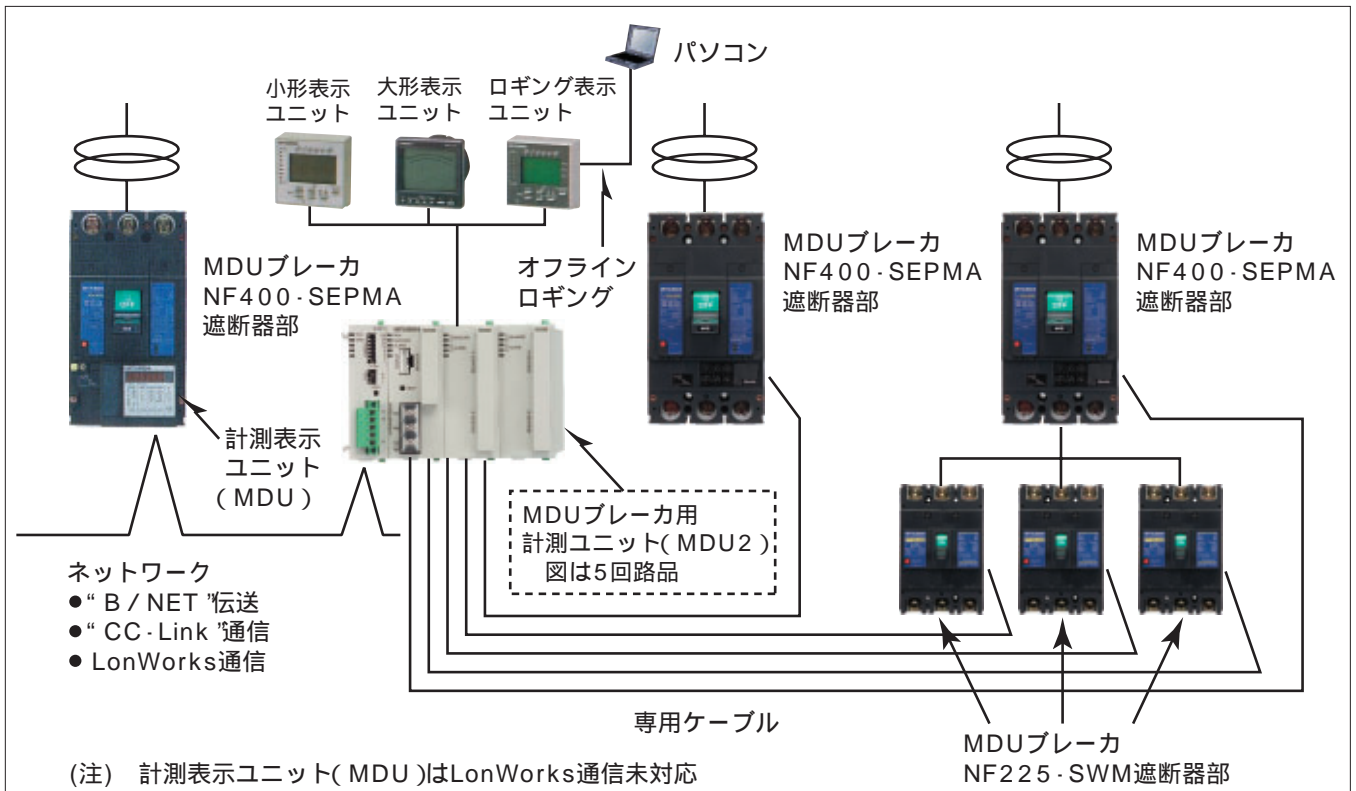 パソコン
小形表示
ユニット
大形表示
ユニット
ロギング表示
ユニット
MDUブレーカ
NF400-SEPMA
遮断器部
オフライン
ロギング
MDUブレーカ
NF400-SEPMA
遮断器部
MDUブレーカ
NF400-SEPMA
遮断器部
計測表示
ユニット
(MDU)
MDUブレーカ用
計測ユニット(MDU2)
図は5回路品
ネットワーク
●“B/NET”伝送
●“CC-Link”通信
●LonWorks通信
専用ケーブル
MDUブレーカ
NF225-SWM遮断器部
(注) 計測表示ユニット(MDU)はLonWorks通信未対応